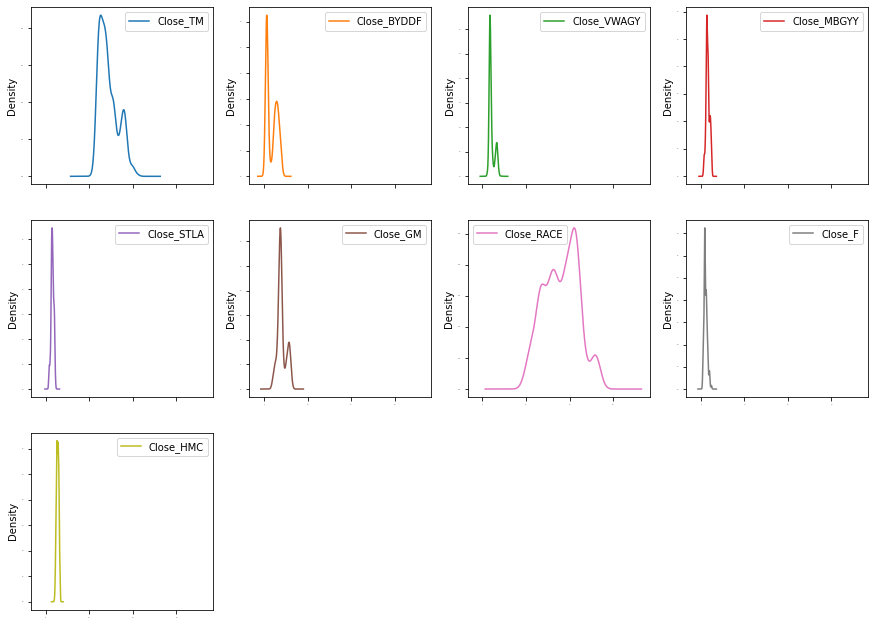 Close_TM
Density
Close_BYDDF
Density
Close_VWAGY
Density
Close_MBGYY
Density
Close_STLA
Density
Close_GM
Density
Close_RACE
Density
Close_F
Density
Close_HMC
Density